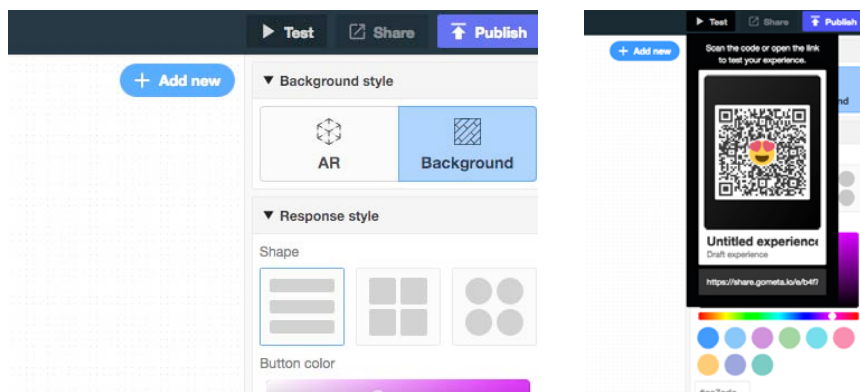 Test Share Publish
+ Add new
▼ Background style
AR Background
▼ Response style
Shape
Button color
Test Share Publish
+ Add new
Scan the code or open the link
to test your experience.
nd
Untitled experience
Draft experience
https://share.gometa.io/e/b4f7